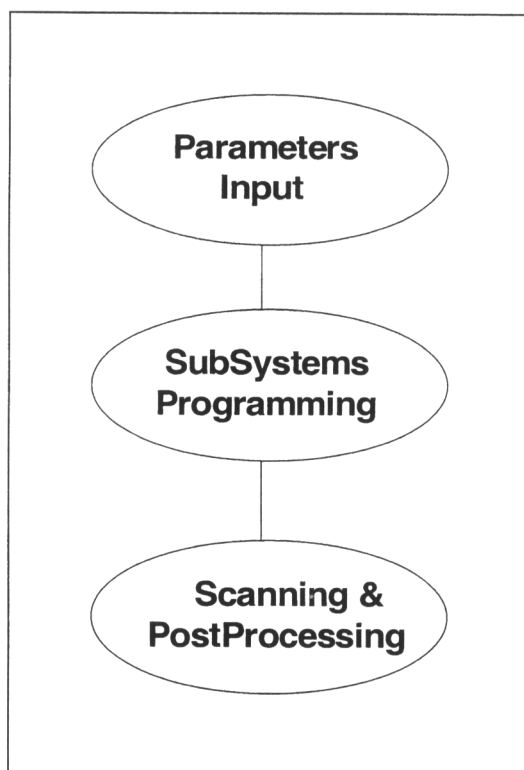 Parameters
Input
SubSystems
Programming
Scanning &
PostProcessing